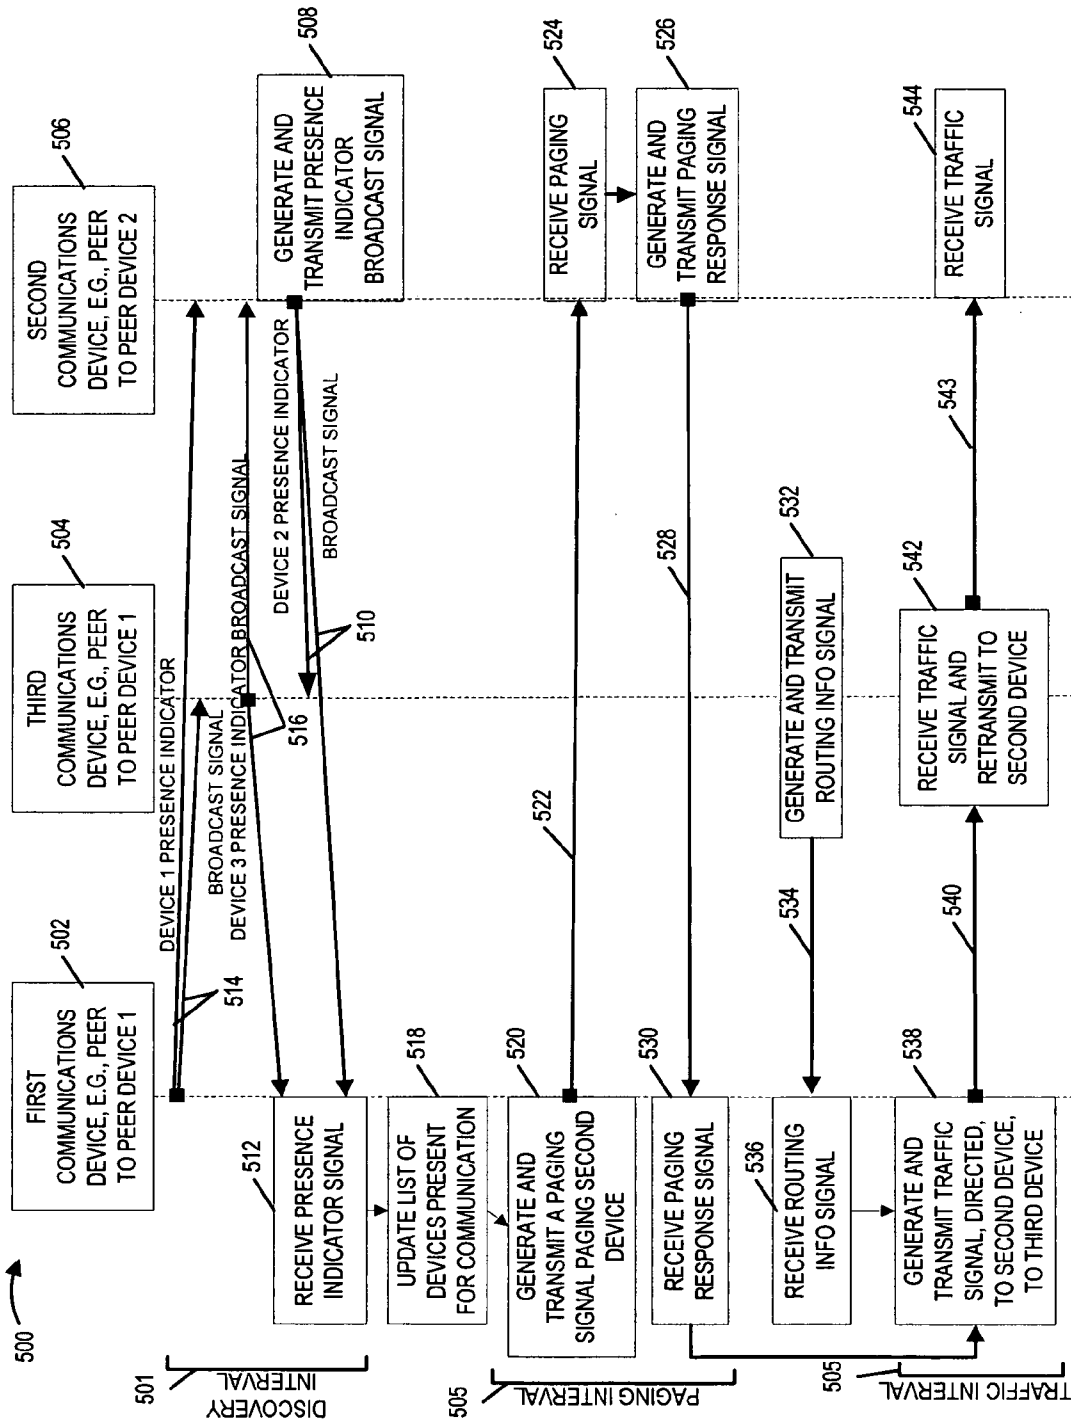 500
FIRST
COMMUNICATIONS
DEVICE, E.G., PEER
TO PEER DEVICE 1
502
THIRD
COMMUNICATIONS
DEVICE, E.G., PEER
TO PEER DEVICE 1
504
SECOND
COMMUNICATIONS
DEVICE, E.G., PEER
TO PEER DEVICE 2
506
501
DISCOVERY
INTERVAL
514
DEVICE 1 PRESENCE INDICATOR
BROADCAST SIGNAL
DEVICE 3 PRESENCE INDICATOR BROADCAST SIGNAL
516
DEVICE 2 PRESENCE INDICATOR
BROADCAST SIGNAL
510
GENERATE AND
TRANSMIT PRESENCE
INDICATOR
BROADCAST SIGNAL
508
512
RECEIVE PRESENCE
INDICATOR SIGNAL
UPDATE LIST OF
DEVICES PRESENT
FOR COMMUNICATION
518
505
PAGING INTERVAL
GENERATE AND
TRANSMIT A PAGING
SIGNAL PAGING SECOND
DEVICE
520
522
RECEIVE PAGING
SIGNAL
524
GENERATE AND
TRANSMIT PAGING
RESPONSE SIGNAL
526
528
RECEIVE PAGING
RESPONSE SIGNAL
530
GENERATE AND TRANSMIT
ROUTING INFO SIGNAL
532
534
536
RECEIVE ROUTING
INFO SIGNAL
505
TRAFFIC INTERVAL
GENERATE AND
TRANSMIT TRAFFIC
SIGNAL, DIRECTED,
TO SECOND DEVICE,
TO THIRD DEVICE
538
540
RECEIVE TRAFFIC
SIGNAL AND
RETRANSMIT TO
SECOND DEVICE
542
543
RECEIVE TRAFFIC
SIGNAL
544